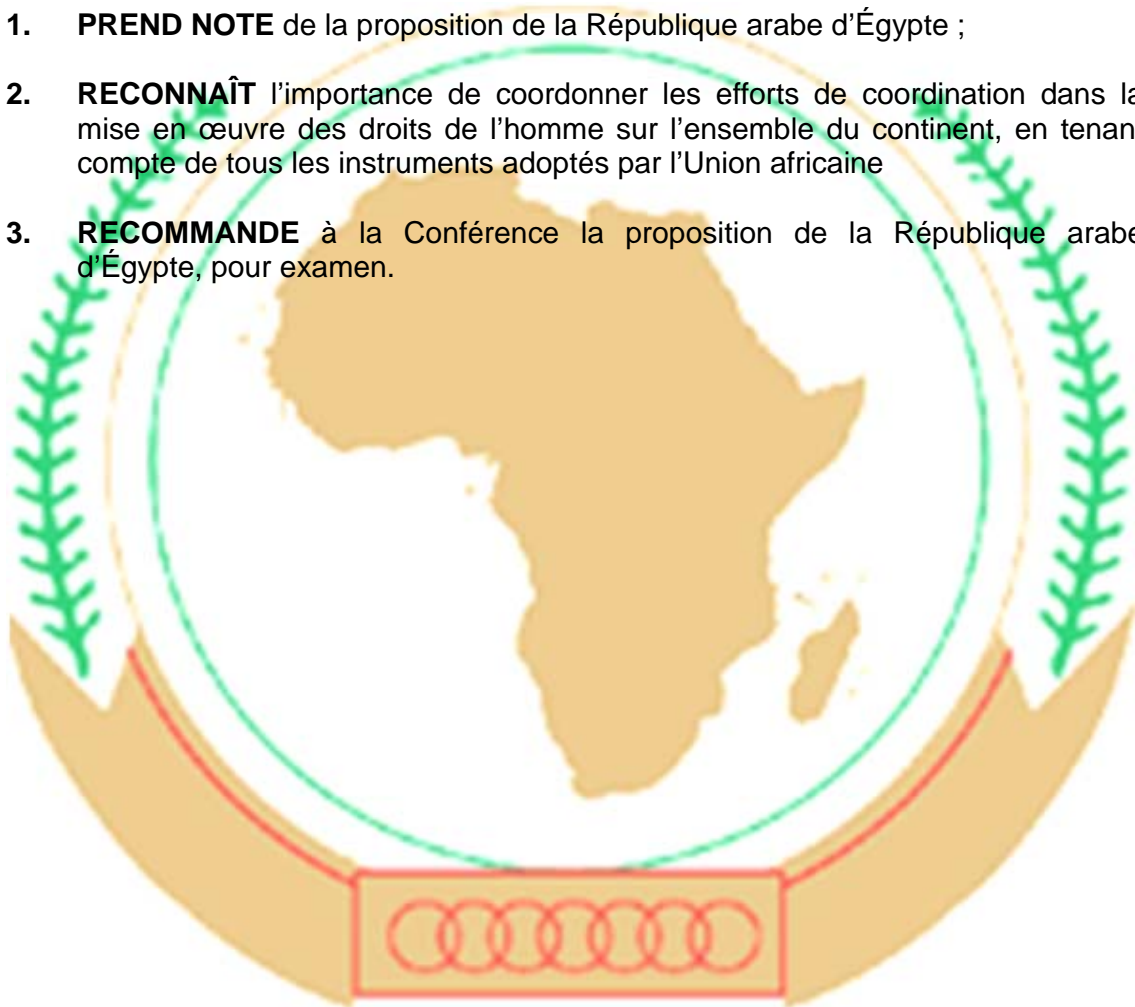 1. PREND NOTE de la proposition de la République arabe d’Égypte ;
2. RECONNAÎT l’importance de coordonner les efforts de coordination dans la
mise en œuvre des droits de l’homme sur l’ensemble du continent, en tenan
compte de tous les instruments adoptés par l’Union africaine
3. RECOMMANDE à la Conférence la proposition de la République arabe
d’Égypte, pour examen.